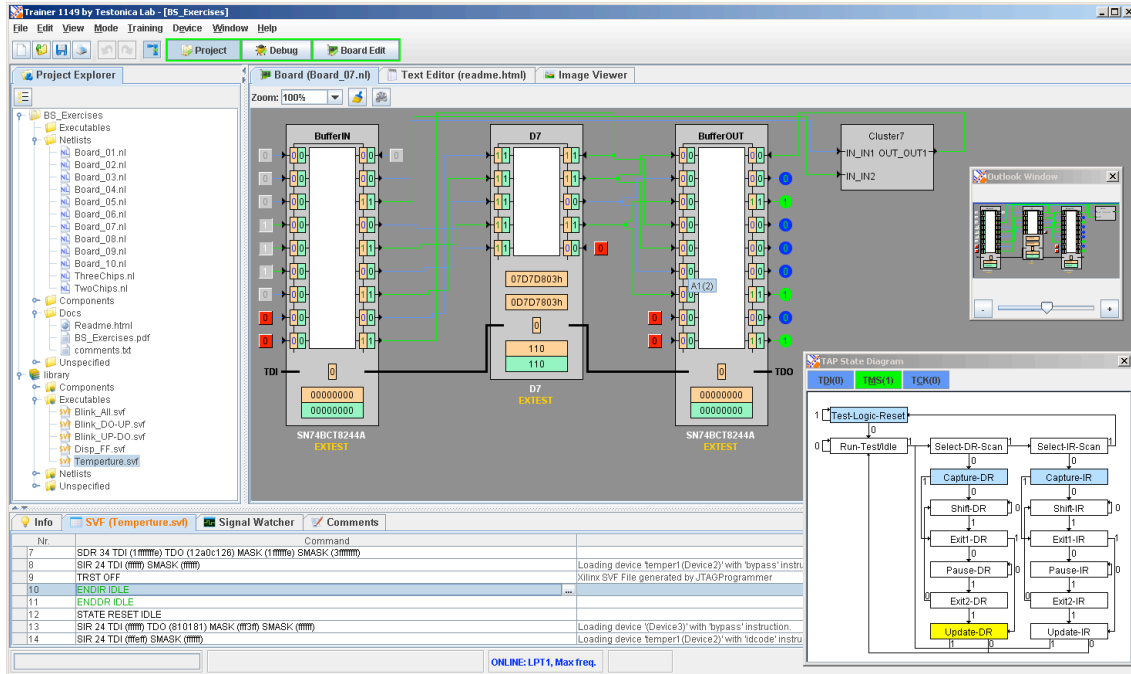 Trainer 1149 by Testonica Lab - [BS_Exercises]
File Edit View Mode Training Device Window Help
Project Debug Board Edit
Project Explorer
Board (Board_07.nl) Text Editor (readme.html) Image Viewer
Zoom: 100%
BS_Exercises
Executables
Netlists
Board_01.nl
Board_02.nl
Board_03.nl
Board_04.nl
Board_05.nl
Board_06.nl
Board_07.nl
Board_08.nl
Board_09.nl
Board_10.nl
ThreeChips.nl
TwoChips.nl
Components
Docs
Readme.html
BS_Exercises.pdf
comments.txt
Unspecified
library
Components
Executables
Blink_All.svf
Blink_DO-UP.svf
Blink_UP-DO.svf
Disp_FF.svf
Temperture.svf
Netlists
Unspecified
BufferIN
TDI
0
00000000
00000000
SN74BCT8244A
EXTEST
D7
07D7D803h
0D7D7803h
0
110
110
D7
EXTEST
BufferOUT
A1(2)
0
TDO
00000000
00000000
SN74BCT8244A
EXTEST
Cluster7
IN_IN1 OUT_OUT1
IN_IN2
Outlook Window
TAP State Diagram
TDI(0) TMS(1) TCK(0)
Test-Logic-Reset
Run-Test/Idle Select-DR-Scan Select-IR-Scan
Capture-DR Capture-IR
Shift-DR Shift-IR
Exit1-DR Exit1-IR
Pause-DR Pause-IR
Exit2-DR Exit2-IR
Update-DR Update-IR
Info SVF (Temperture.svf) Signal Watcher Comments
Nr. Command
7 SDR 34 TDI
8 SIR 24 TDI (ffffff) SMASK (ffffff) Loading device 'temper1(Device2)' with 'bypass' instru
9 TRST OFF Xilinx SVF File generated by JTAGProgrammer
10 ENDIR IDLE ...
11 ENDDR IDLE
12 STATE RESET IDLE
13 SIR 24 TDI (ffffff) TDO (810181) MASK (fff3ff) SMASK (ffffff) Loading device '(Device3)' with 'bypass' instruction.
14 SIR 24 TDI (fffeff) SMASK (ffffff) Loading device 'temper1(Device2)' with 'idcode' instru
ONLINE: LPT1, Max freq.